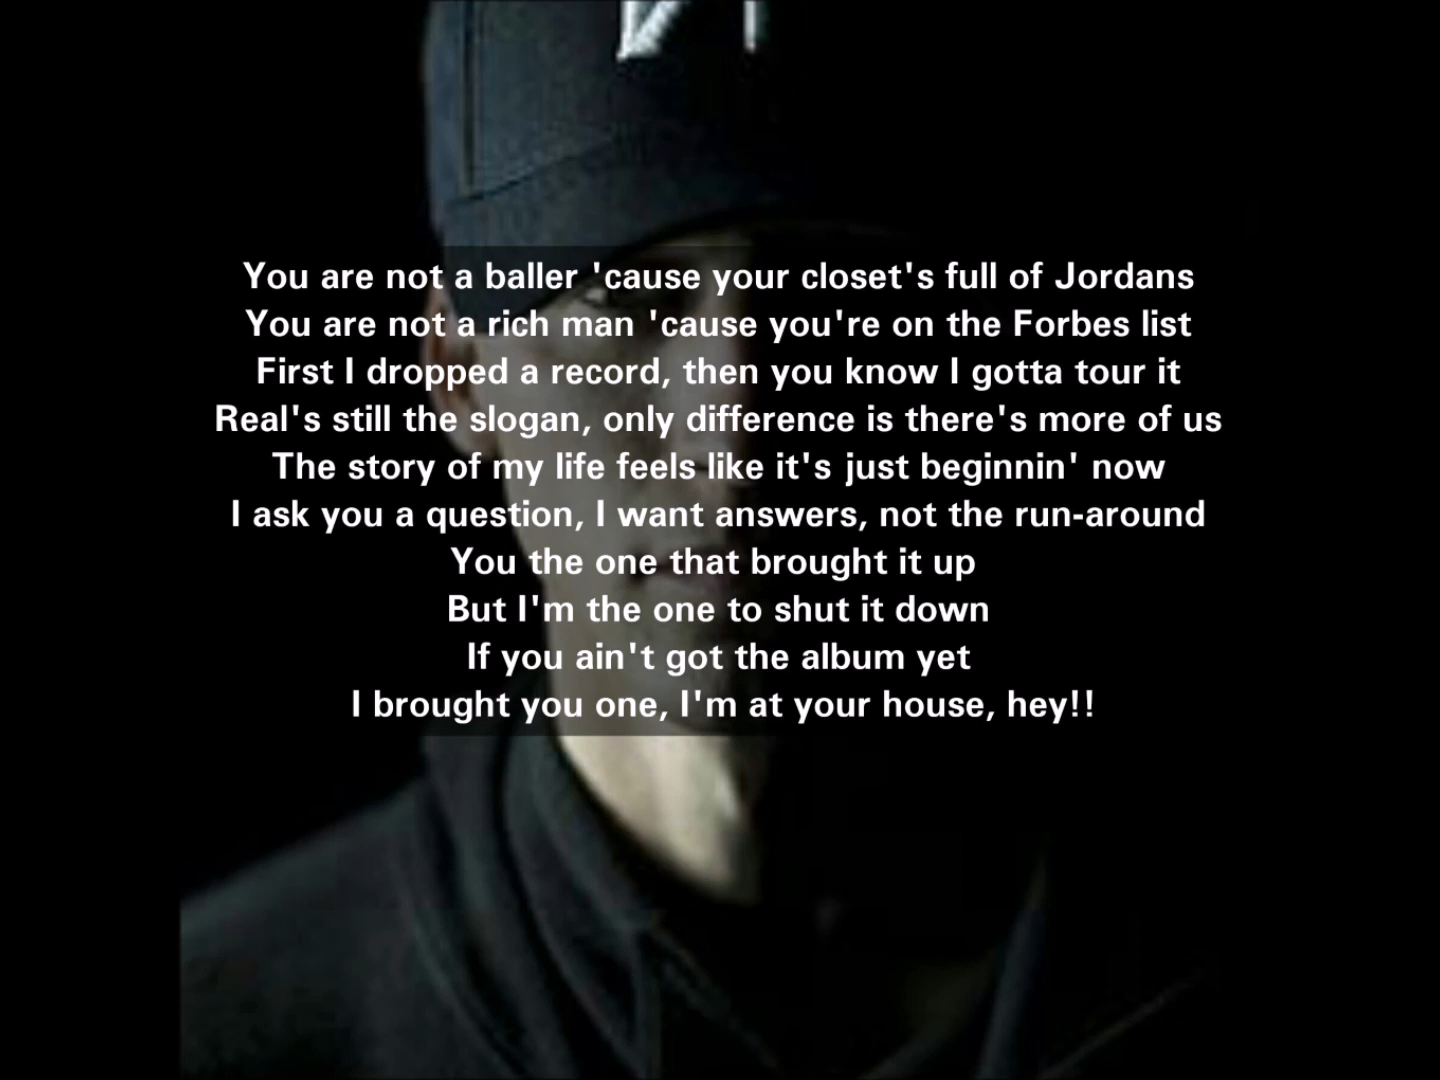 You are not a baller 'cause your closet's full of Jordans
You are not a rich man 'cause you're on the Forbes list
First I dropped a record, then you know I gotta tour it
Real's still the slogan, only difference is there's more of us
The story of my life feels like it's just beginnin' now
I ask you a question, I want answers, not the run-around
You the one that brought it up
But I'm the one to shut it down
If you ain't got the album yet
I brought you one, I'm at your house, hey!!